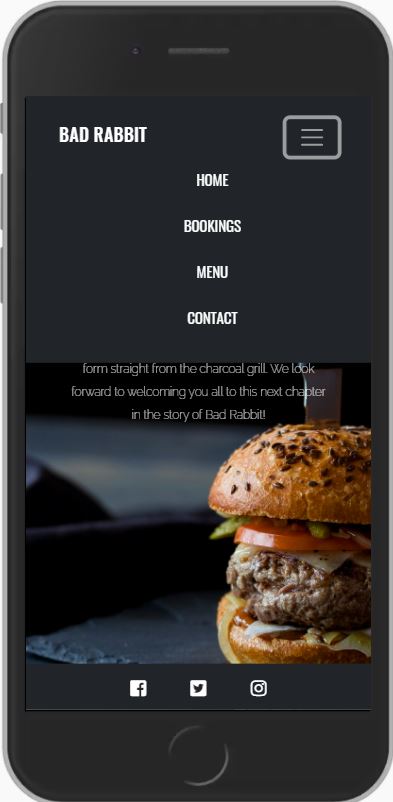 BAD RABBIT
HOME
BOOKINGS
MENU
CONTACT
form straight from the charcoal grill. We look
forward to welcoming you all to this next chapter
in the story of Bad Rabbit!